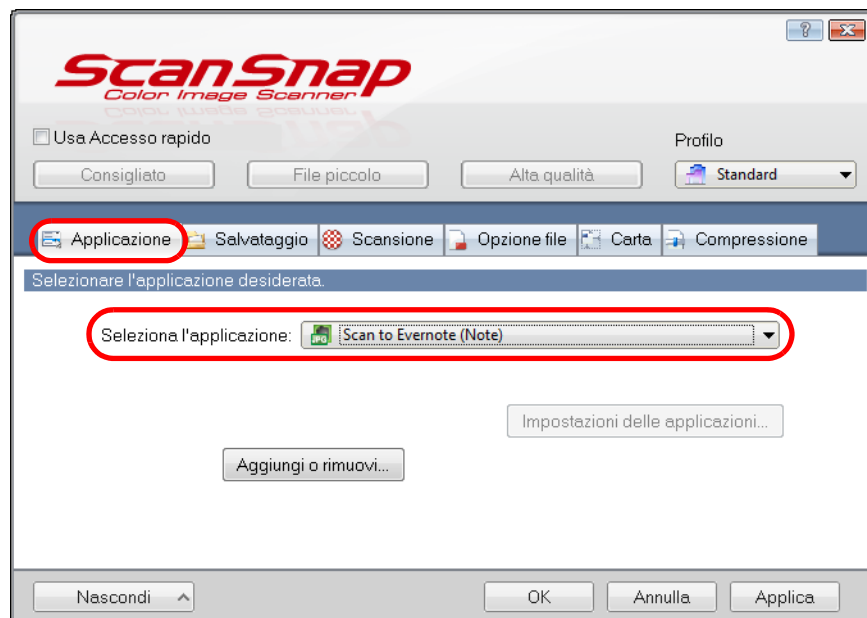 ScanSnap
Color Image Scanner
Usa Accesso rapido
Profilo
Consigliato File piccolo Alta qualità Standard
Applicazione Salvataggio Scansione Opzione file Carta Compressione
Selezionare l'applicazione desiderata.
Seleziona l'applicazione: JPG Scan to Evernote (Note)
Impostazioni delle applicazioni...
Aggiungi o rimuovi...
Nascondi OK Annulla Applica